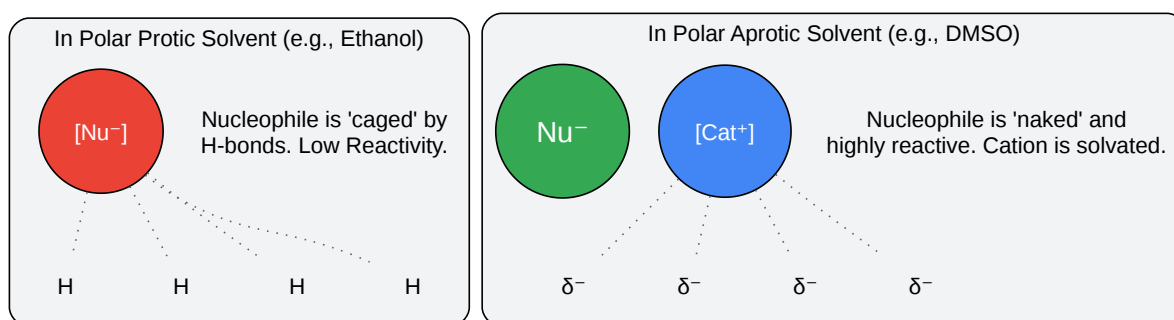 In Polar Protic Solvent (e.g., Ethanol)
[Nu⁻]
Nucleophile is 'caged' by
H-bonds. Low Reactivity.
H H H H
In Polar Aprotic Solvent (e.g., DMSO)
Nu⁻
[Cat⁺]
Nucleophile is 'naked' and
highly reactive. Cation is solvated.
δ⁻ δ⁻ δ⁻ δ⁻